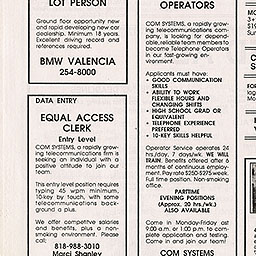 LOT PERSON
Ground floor opportunity new
and rapid developing new car
dealership. Minimum 18 years.
Excellent driving record and
references required.
BMW VALENCIA
254-8000
DATA ENTRY
EQUAL ACCESS
CLERK
Entry Level
COM SYSTEMS, a rapidly grow-
ing telecommunications firm
is seeking an individual with a
positive attitude to join our
team.
This entry level position requires
typing 45 wpm minimum,
10-key by touch, with some
telecommunications back-
ground a plus.
We offer competitve salaries
and benefits, plus a non-
smoking environment. Please
call:
818-988-3010
Marci Shanley
OPERATORS
COM SYSTEMS, a rapidly grow-
ing telecommunications com-
pany, is looking for depend-
able, reliable team members to
become Telephone Operators
in our fast-growing en-
vironment.
Applicants must have:
• GOOD COMMUNICATION
SKILLS
• ABILITY TO WORK
FLEXIBLE HOURS AND
CHANGING SHIFTS
• HIGH SCHOOL GRAD OR
EQUIVALENT
• TELEPHONE EXPERIENCE
PREFERRED
• 10-KEY SKILLS HELPFUL
Operator Service operates 24
hrs./day, 7 days/wk. WE WILL
TRAIN. Benefits offered after 6
months of continuous employ-
ment. Pay rate $250-$275 week.
Full time position. Non-smoking
office.
PARTIME
EVENING POSITIONS
(Approx. 20 hrs./wk.)
ALSO AVAILABLE
Come in Monday-Friday at
9:00 a.m. or 1:00 p.m. to com-
plete application and testing.
Come in and join our team!
COM SYSTEMS